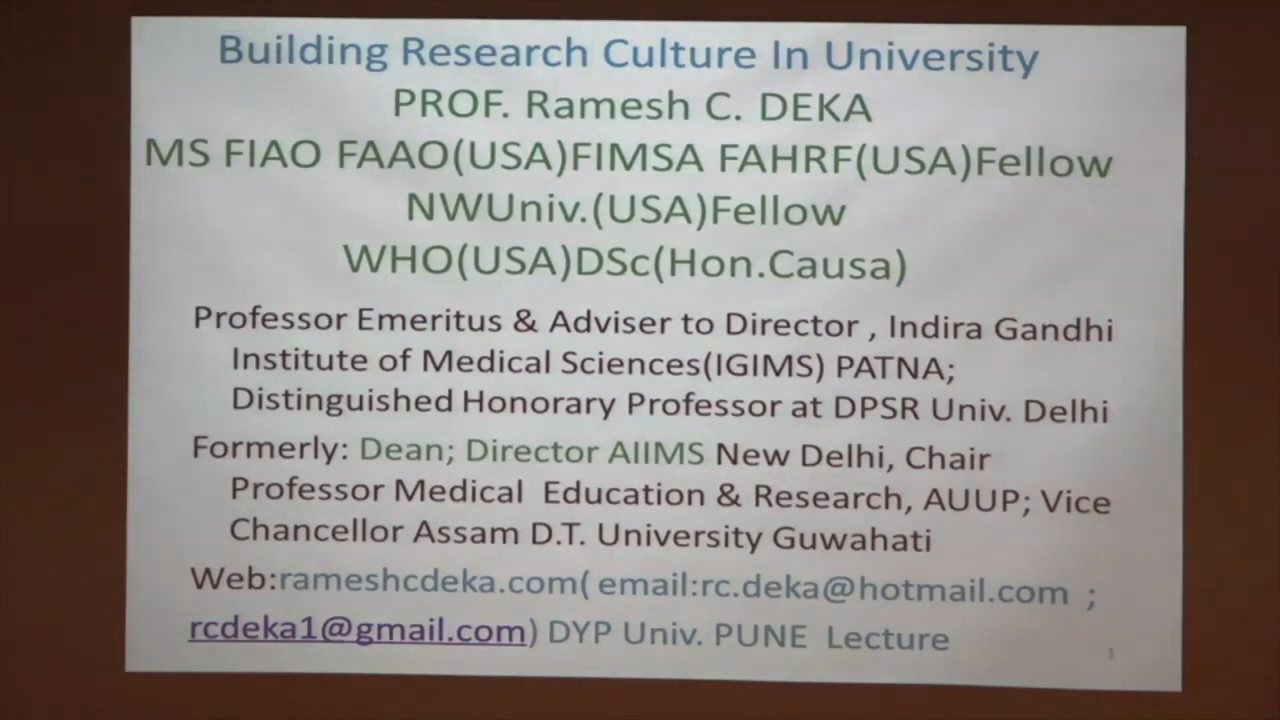 Building Research Culture In University
PROF. Ramesh C. DEKA
MS FIAO FAAO(USA)FIMSA FAHRF(USA)Fellow
NWUniv.(USA)Fellow
WHO(USA)DSc(Hon.Causa)
Professor Emeritus & Adviser to Director , Indira Gandhi
Institute of Medical Sciences(IGIMS) PATNA;
Distinguished Honorary Professor at DPSR Univ. Delhi
Formerly: Dean; Director AIIMS New Delhi, Chair
Professor Medical Education & Research, AUUP; Vice
Chancellor Assam D.T. University Guwahati
Web:rameshcdeka.com( email:rc.deka@hotmail.com ;
rcdeka1@gmail.com) DYP Univ. PUNE Lecture
1